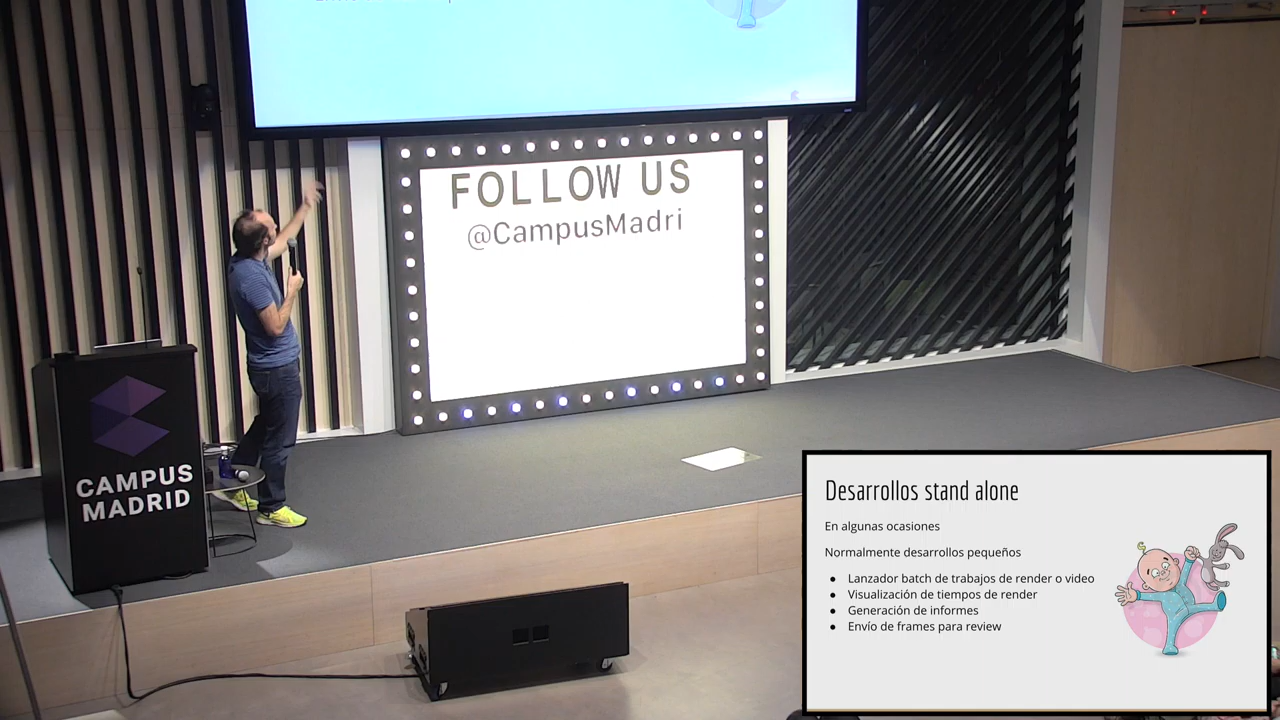 FOLLOW US
@CampusMadri
CAMPUS
MADRID
Desarrollos stand alone
En algunas ocasiones
Normalmente desarrollos pequeños
● Lanzador batch de trabajos de render o video
● Visualización de tiempos de render
● Generación de informes
● Envío de frames para review